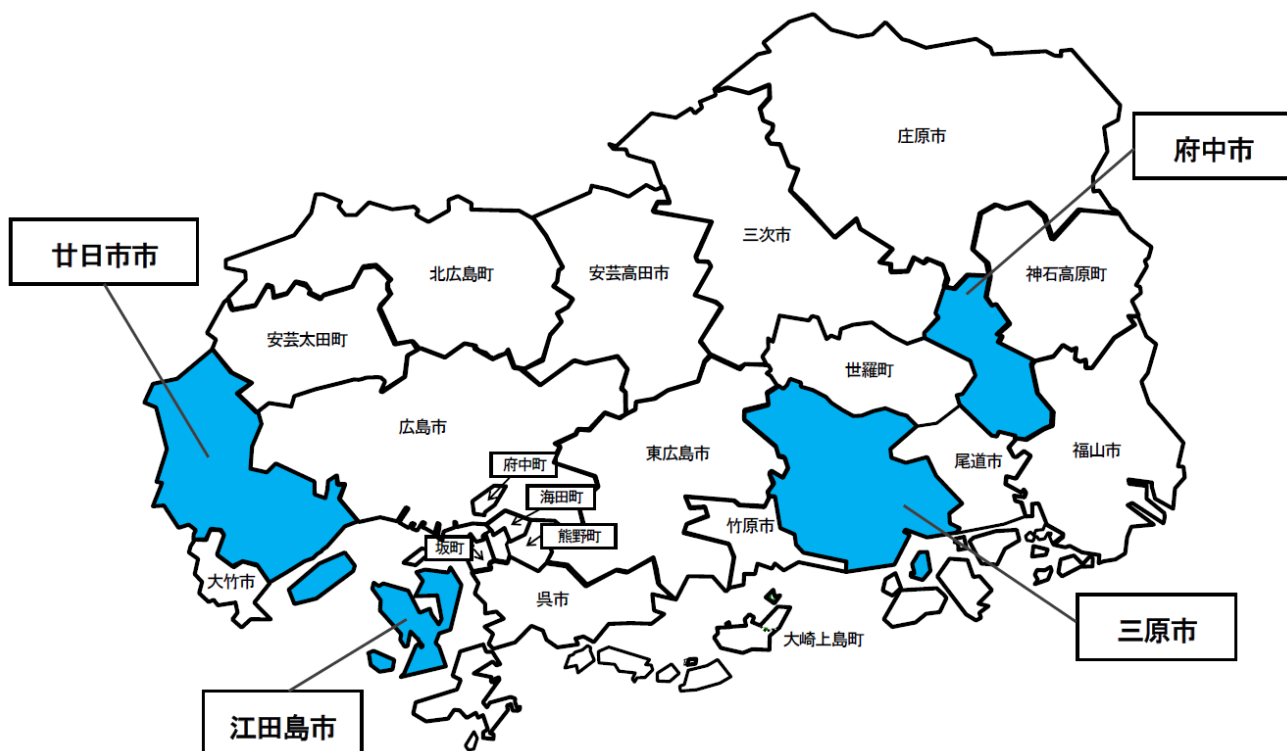 庄原市
府中市
三次市
廿日市市
北広島町
安芸高田市
神石高原町
安芸太田町
世羅町
広島市
東広島市
尾道市
福山市
府中町
海田町
竹原市
熊野町
坂町
大竹市
呉市
大崎上島町
三原市
江田島市